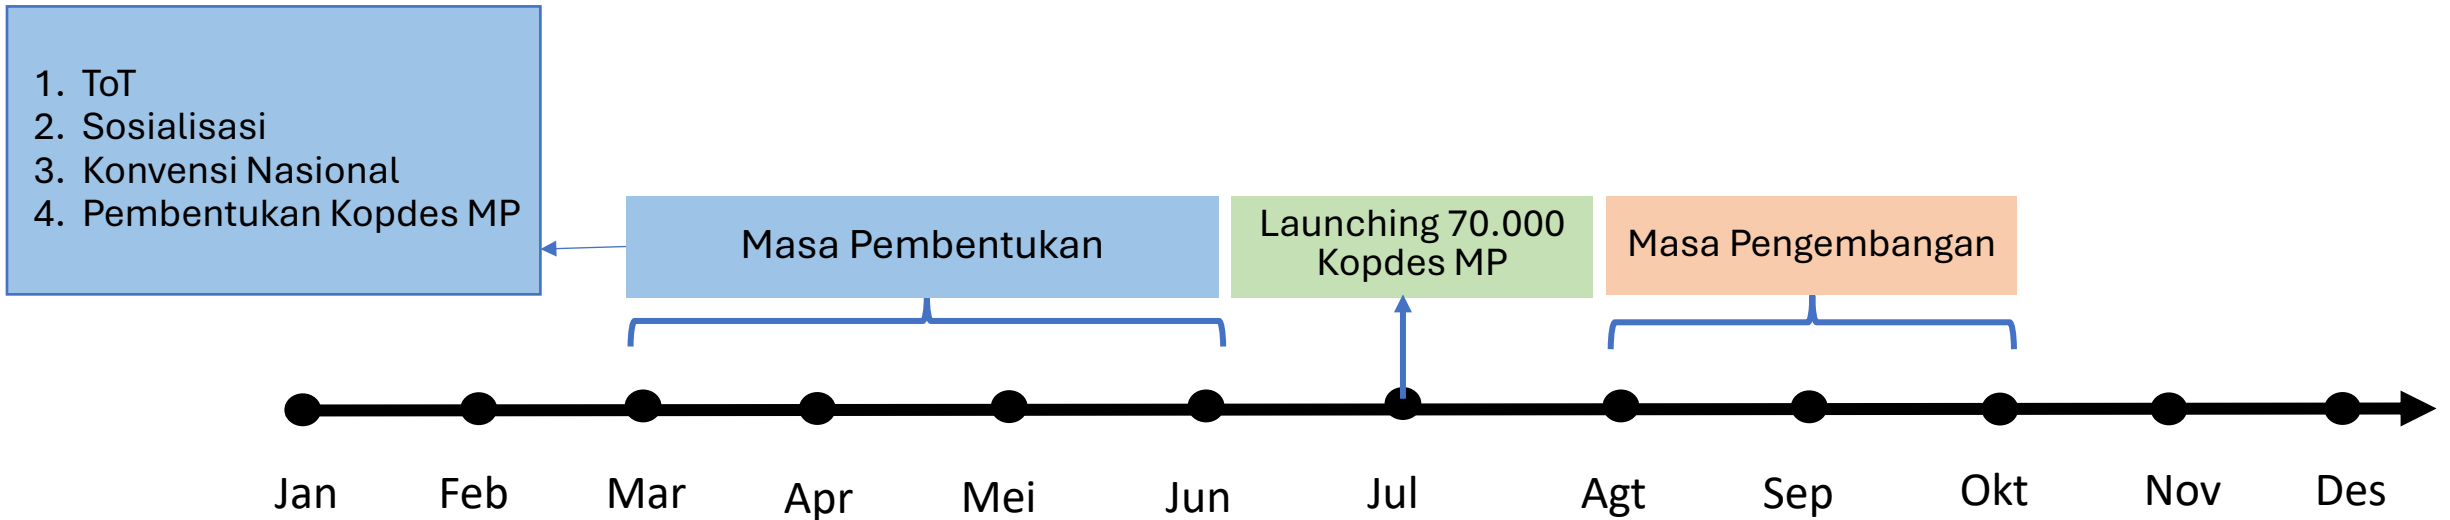 1. ToT
2. Sosialisasi
3. Konvensi Nasional
4. Pembentukan Kopdes MP
Masa Pembentukan
Launching 70.000
Kopdes MP
Masa Pengembangan
Jan
Feb
Mar
Apr
Mei
Jun
Jul
Agt
Sep
Okt
Nov
Des